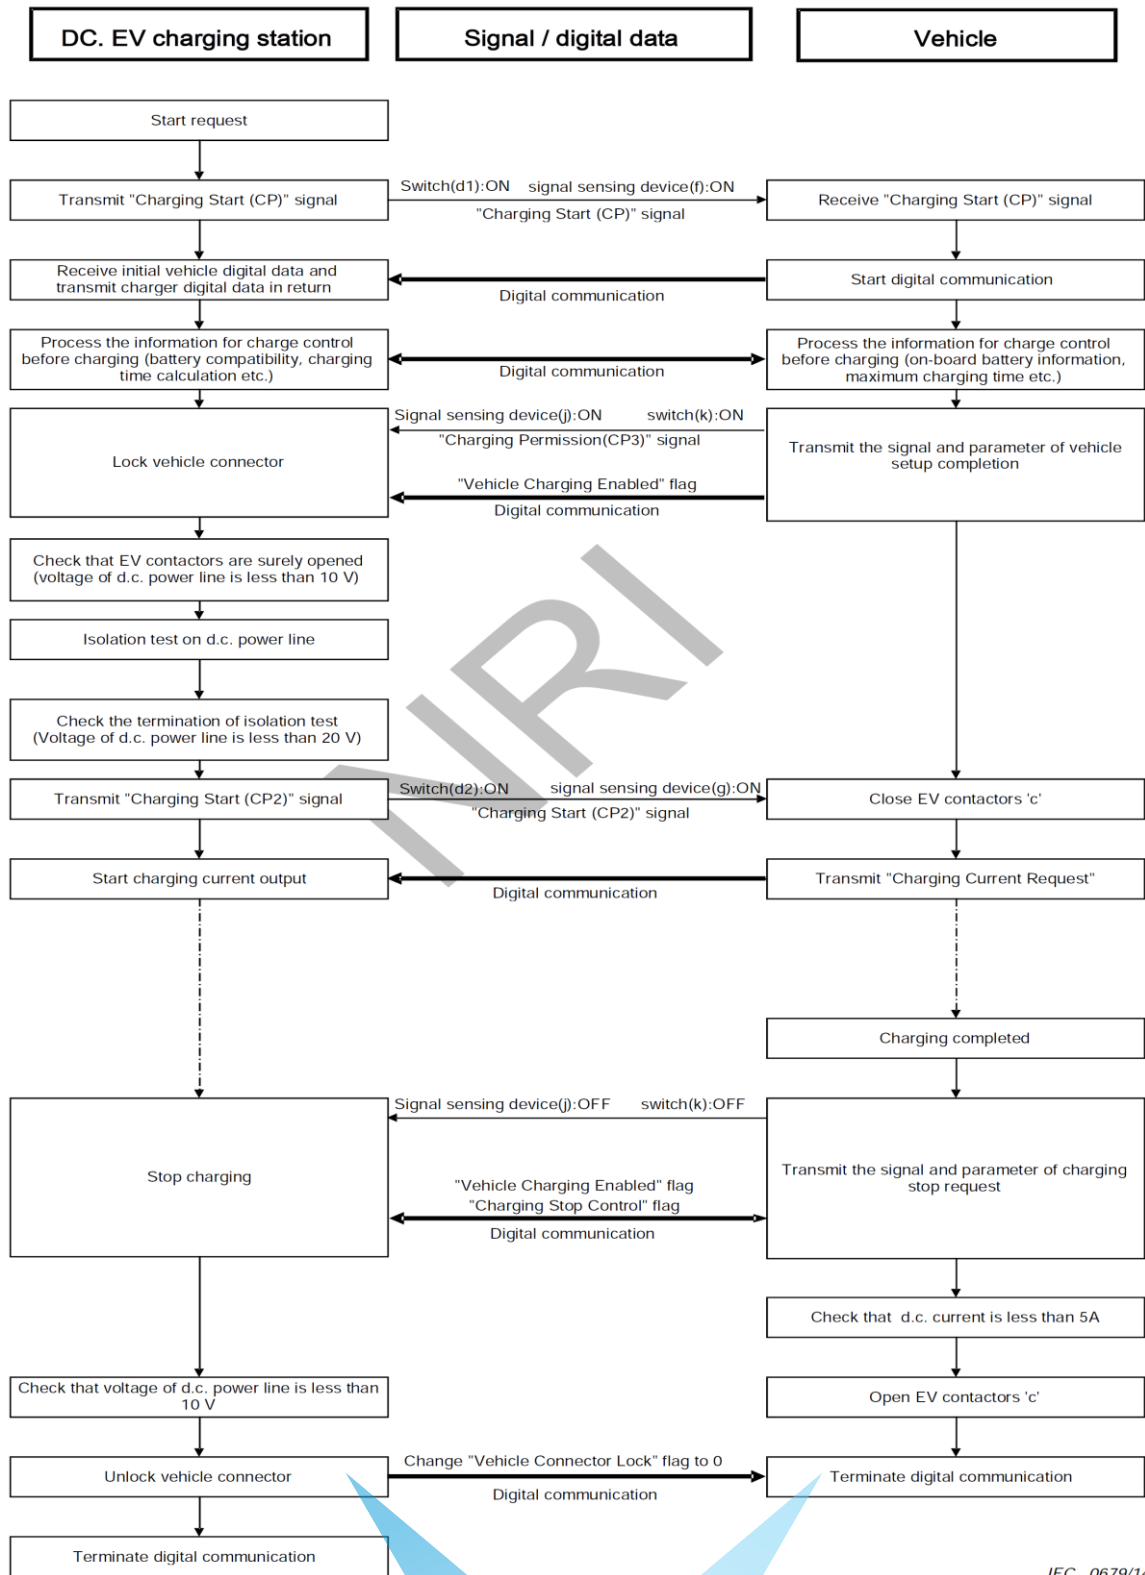 DC. EV charging station
Signal / digital data
Vehicle
Start request
Transmit "Charging Start (CP)" signal
Switch(d1):ON signal sensing device(f):ON
"Charging Start (CP)" signal
Receive "Charging Start (CP)" signal
Receive initial vehicle digital data and
transmit charger digital data in return
Digital communication
Start digital communication
Process the information for charge control
before charging (battery compatibility, charging
time calculation etc.)
Digital communication
Process the information for charge control
before charging (on-board battery information,
maximum charging time etc.)
Lock vehicle connector
Signal sensing device(j):ON switch(k):ON
"Charging Permission(CP3)" signal
"Vehicle Charging Enabled" flag
Digital communication
Transmit the signal and parameter of vehicle
setup completion
Check that EV contactors are surely opened
(voltage of d.c. power line is less than 10 V)
Isolation test on d.c. power line
Check the termination of isolation test
(Voltage of d.c. power line is less than 20 V)
Transmit "Charging Start (CP2)" signal
Switch(d2):ON signal sensing device(g):ON
"Charging Start (CP2)" signal
Close EV contactors 'c'
Start charging current output
Digital communication
Transmit "Charging Current Request"
Charging completed
Stop charging
Signal sensing device(j):OFF switch(k):OFF
"Vehicle Charging Enabled" flag
"Charging Stop Control" flag
Digital communication
Transmit the signal and parameter of charging
stop request
Check that d.c. current is less than 5A
Check that voltage of d.c. power line is less than
10 V
Open EV contactors 'c'
Unlock vehicle connector
Change "Vehicle Connector Lock" flag to 0
Digital communication
Terminate digital communication
Terminate digital communication
NRI